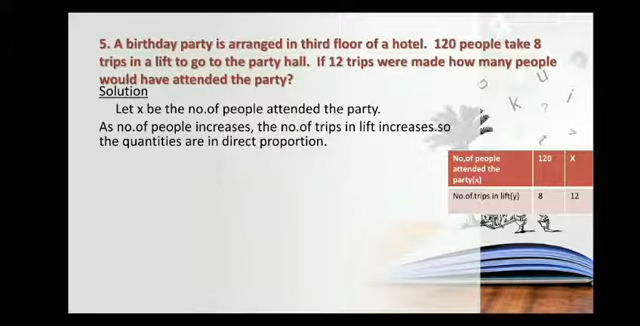 5. A birthday party is arranged in third floor of a hotel. 120 people take 8
trips in a lift to go to the party hall. If 12 trips were made how many people
would have attended the party?
Solution
Let x be the no.of people attended the party.
As no.of people increases, the no.of trips in lift increases.so
the quantities are in direct proportion.
No,of people attended the party(x) 120 X
No.of.trips in lift(y) 8 12
K ? U i